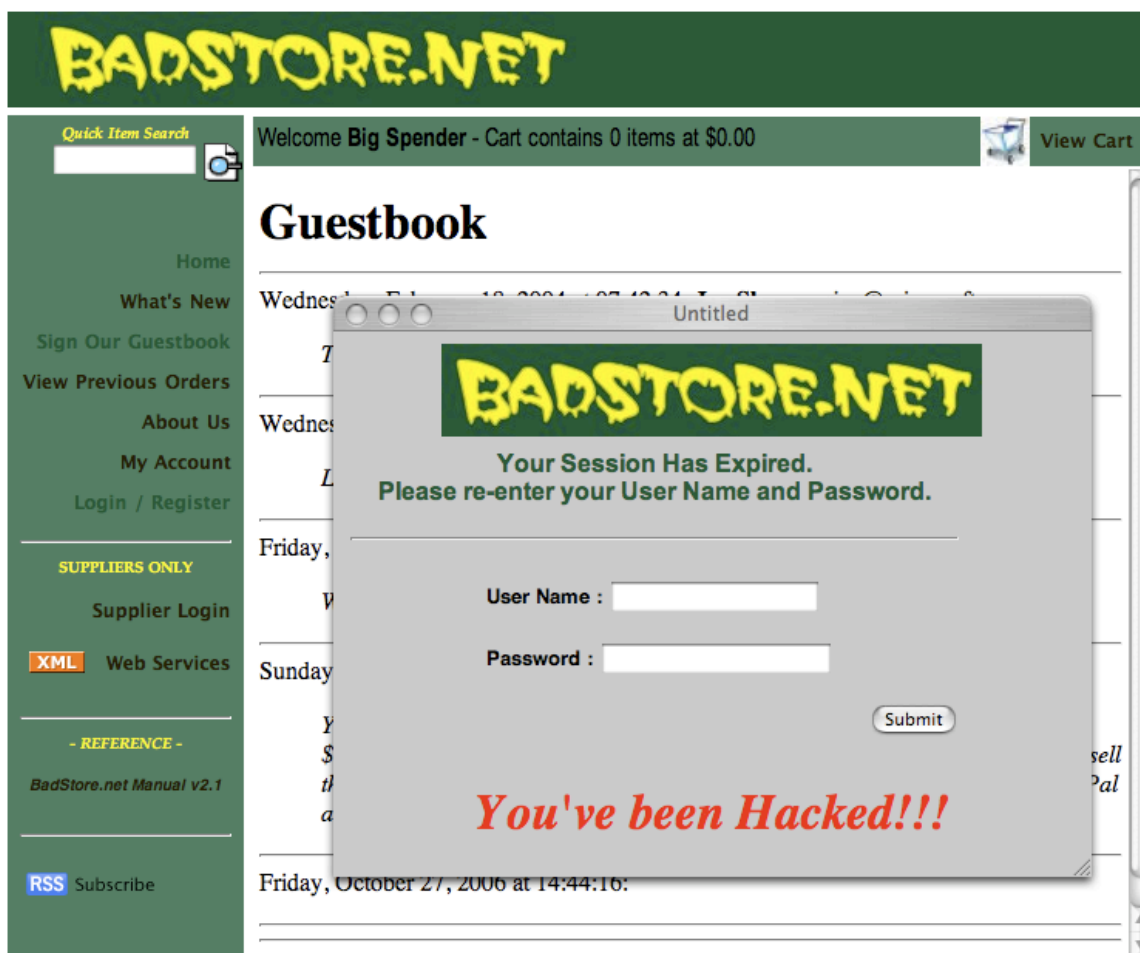 BADSTORE.NET
Quick Item Search
Welcome Big Spender - Cart contains 0 items at $0.00
View Cart
Home
What's New
Sign Our Guestbook
View Previous Orders
About Us
My Account
Login / Register
SUPPLIERS ONLY
Supplier Login
XML Web Services
- REFERENCE -
BadStore.net Manual v2.1
RSS Subscribe
Guestbook
Friday,
Sunday
$
sell
a
Friday, October 27, 2006 at 14:44:16:
Untitled
BADSTORE.NET
Your Session Has Expired.
Please re-enter your User Name and Password.
User Name :
Password :
Submit
You've been Hacked!!!